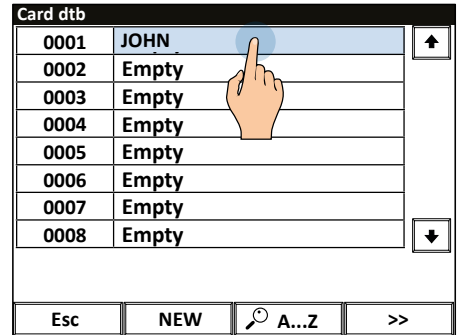 Card dtb
0001 JOHN
0002 Empty
0003 Empty
0004 Empty
0005 Empty
0006 Empty
0007 Empty
0008 Empty
Esc NEW A...Z >>